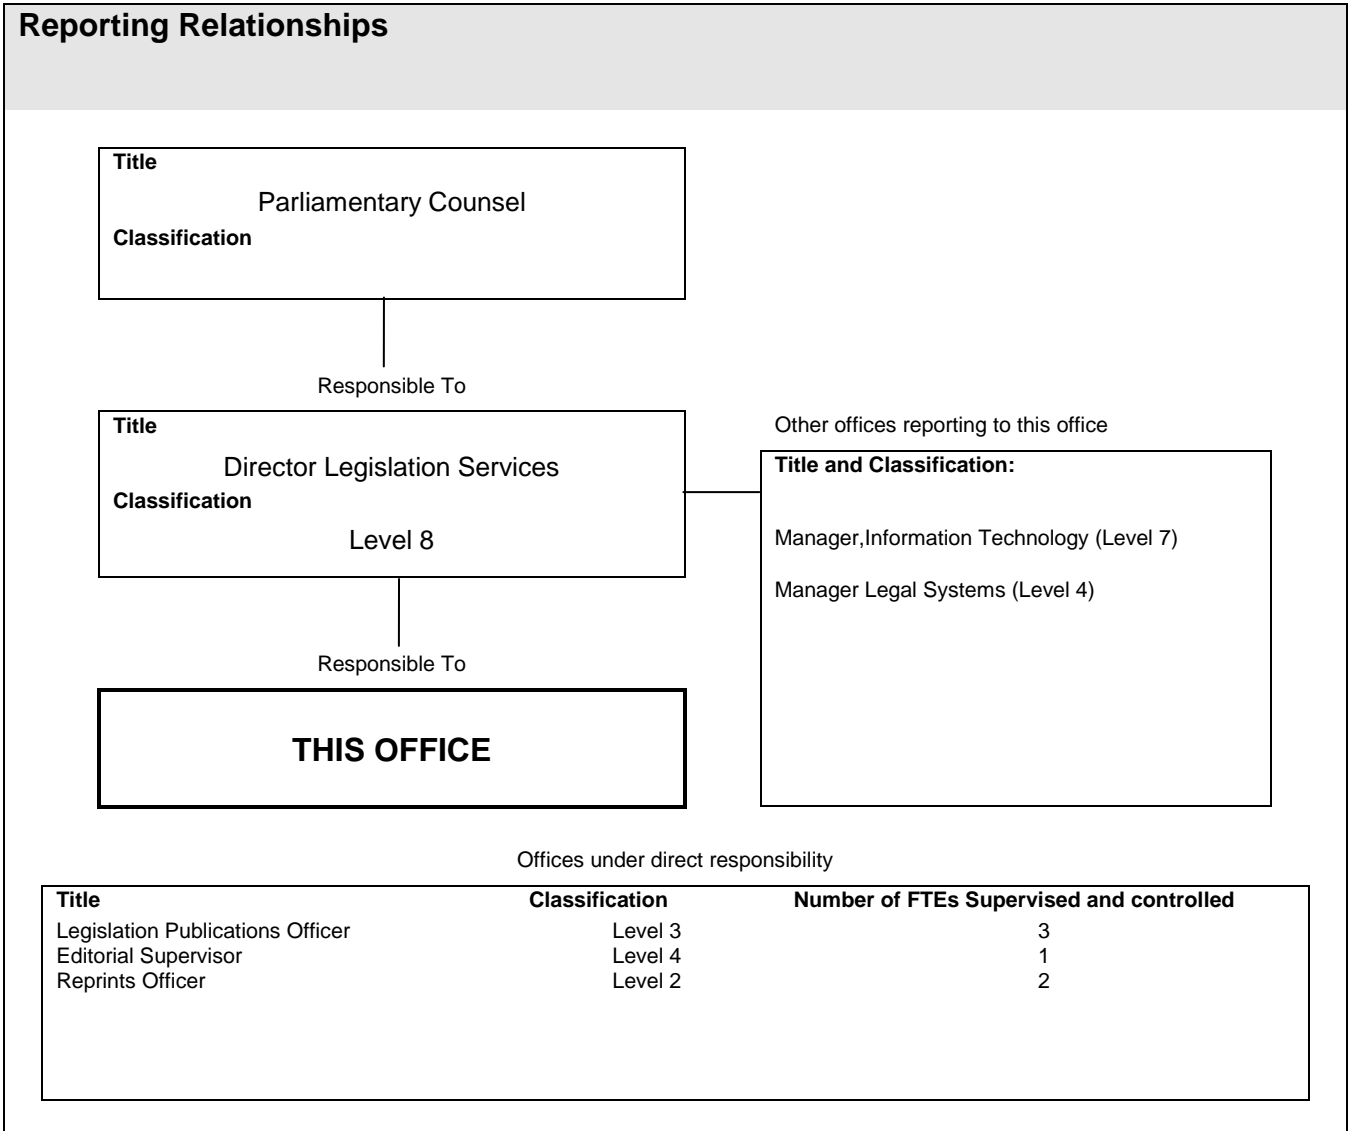 Reporting Relationships
Title
Parliamentary Counsel
Classification
Responsible To
Title
Director Legislation Services
Classification
Level 8
Other offices reporting to this office
Title and Classification:
Manager,Information Technology (Level 7)
Manager Legal Systems (Level 4)
Responsible To
THIS OFFICE
Offices under direct responsibility
Title Classification Number of FTEs Supervised and controlled
Legislation Publications Officer Level 3 3
Editorial Supervisor Level 4 1
Reprints Officer Level 2 2